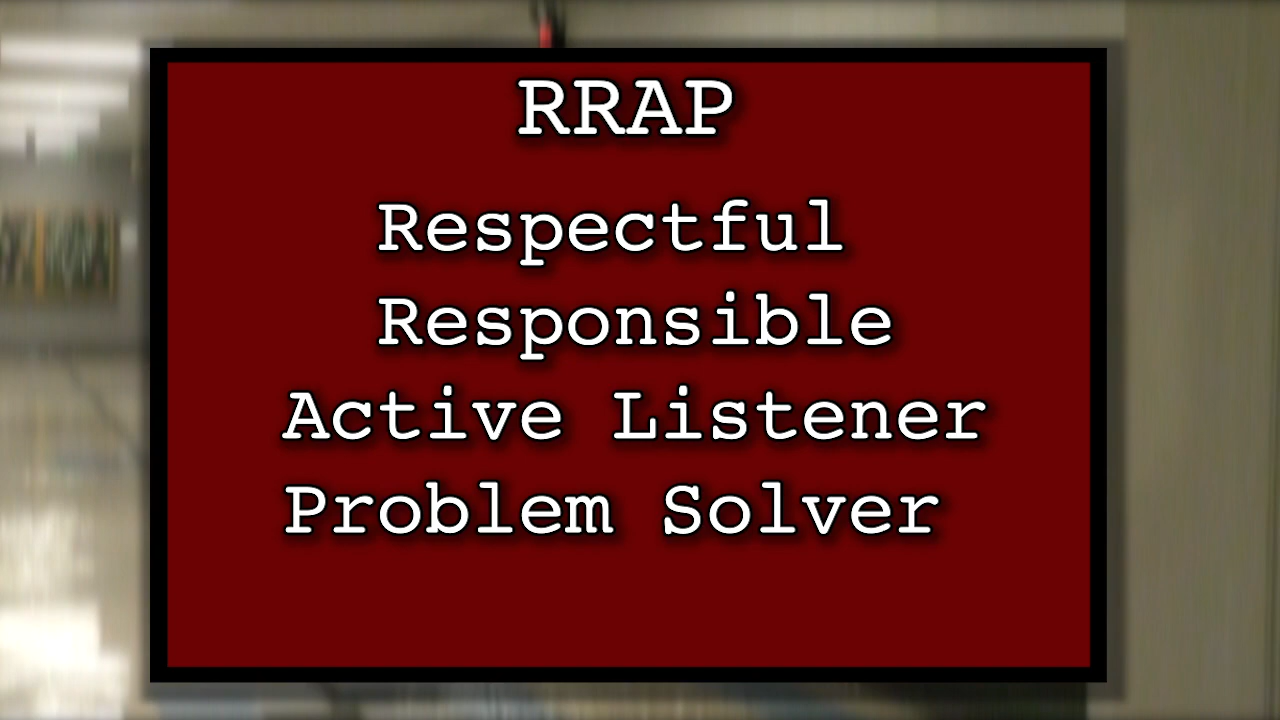 RRAP
Respectful
Responsible
Active Listener
Problem Solver